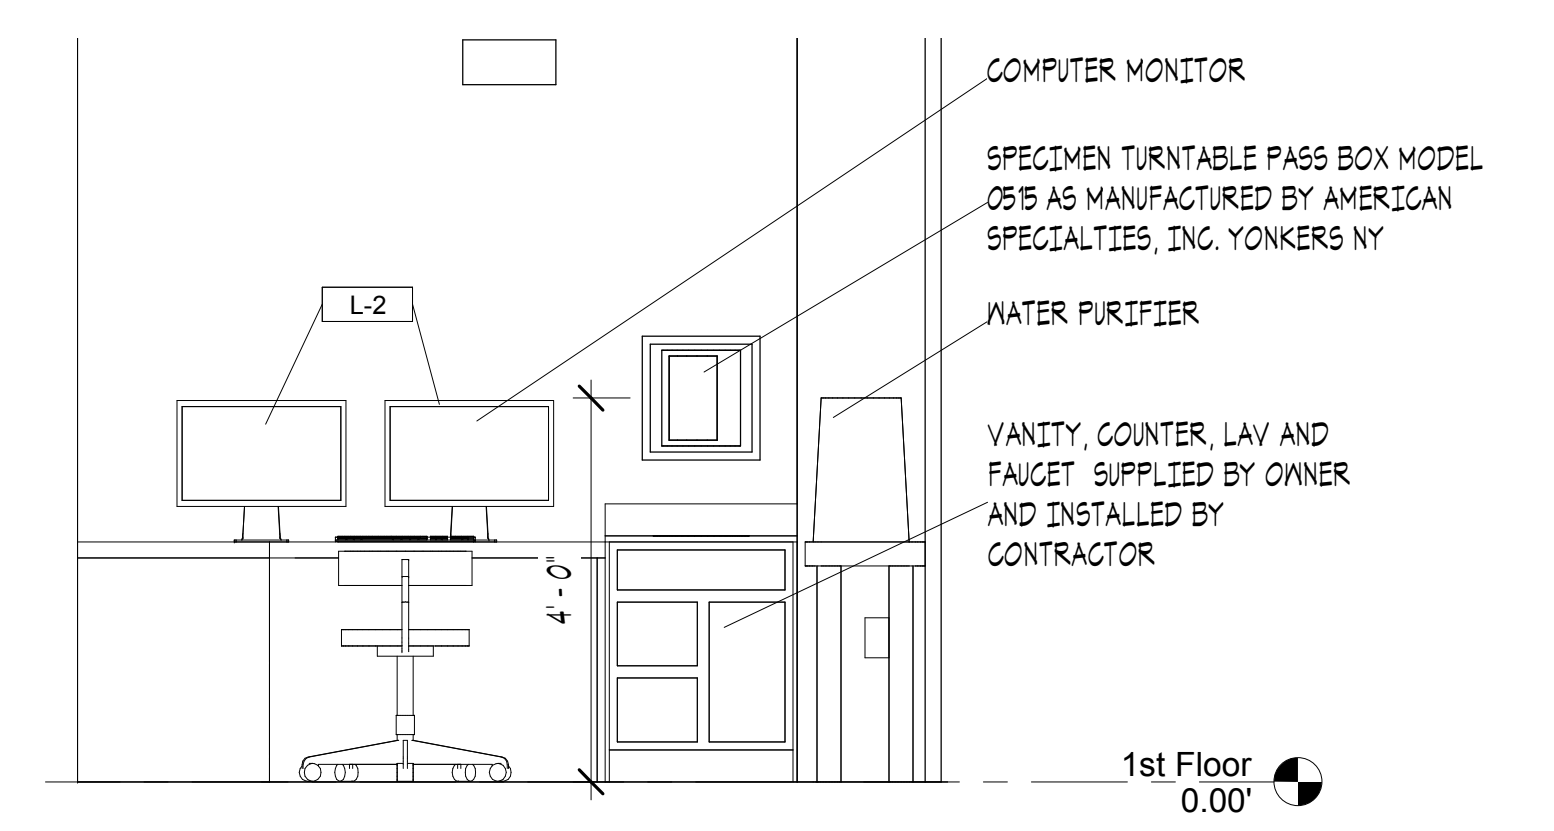 COMPUTER MONITOR
SPECIMEN TURNTABLE PASS BOX MODEL
0515 AS MANUFACTURED BY AMERICAN
SPECIALTIES, INC. YONKERS NY
L-2
WATER PURIFIER
VANITY, COUNTER, LAV AND
FAUCET SUPPLIED BY OWNER
AND INSTALLED BY
CONTRACTOR
4' - 0"
1st Floor
0.00'